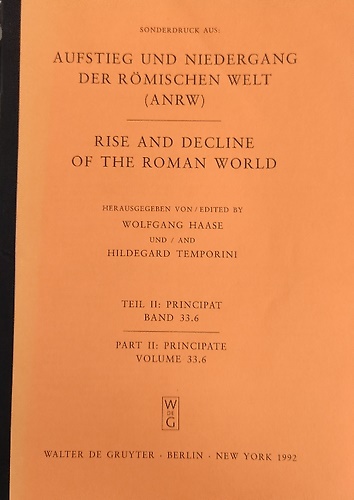 SONDERDRUCK AUS:
AUFSTIEG UND NIEDERGANG
DER RÖMISCHEN WELT
(ANRW)
RISE AND DECLINE
OF THE ROMAN WORLD
HERAUSGEGEBEN VON / EDITED BY
WOLFGANG HAASE
UND / AND
HILDEGARD TEMPORINI
TEIL II: PRINCIPAT
BAND 33.6
PART II: PRINCIPATE
VOLUME 33.6
W
DE
G
WALTER DE GRUYTER · BERLIN · NEW YORK 1992